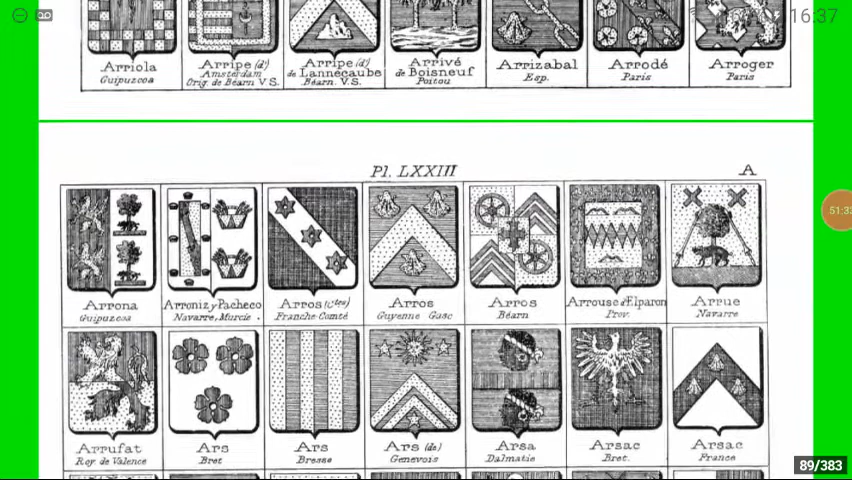 16:37
Arriola
Guipuzcoa
Arripe (d')
Amsterdam
Orig. de Béarn V.S.
Arripe (d')
de Lannecaube
Béarn. V.S.
Arrivé
de Boisneuf
Poitou
Arrizabal
Esp.
Arrodé
Paris
Arroger
Paris
Pl. LXXIII
A
51:33
Arrona
Guipuzcoa
Arroniz y Pacheco
Navarre, Murcie.
Arros (Ctes)
Franche Comté
Arros
Guyenne Gasc
Arros
Béarn
Arrouse d'Elparon
Prov.
Arrue
Navarre
Arrufat
Roy. de Valence
Ars
Bret
Ars
Bresse
Ars (de)
Genevois
Arsa
Dalmatie
Arsac
Bret.
Arsac
France
89/383